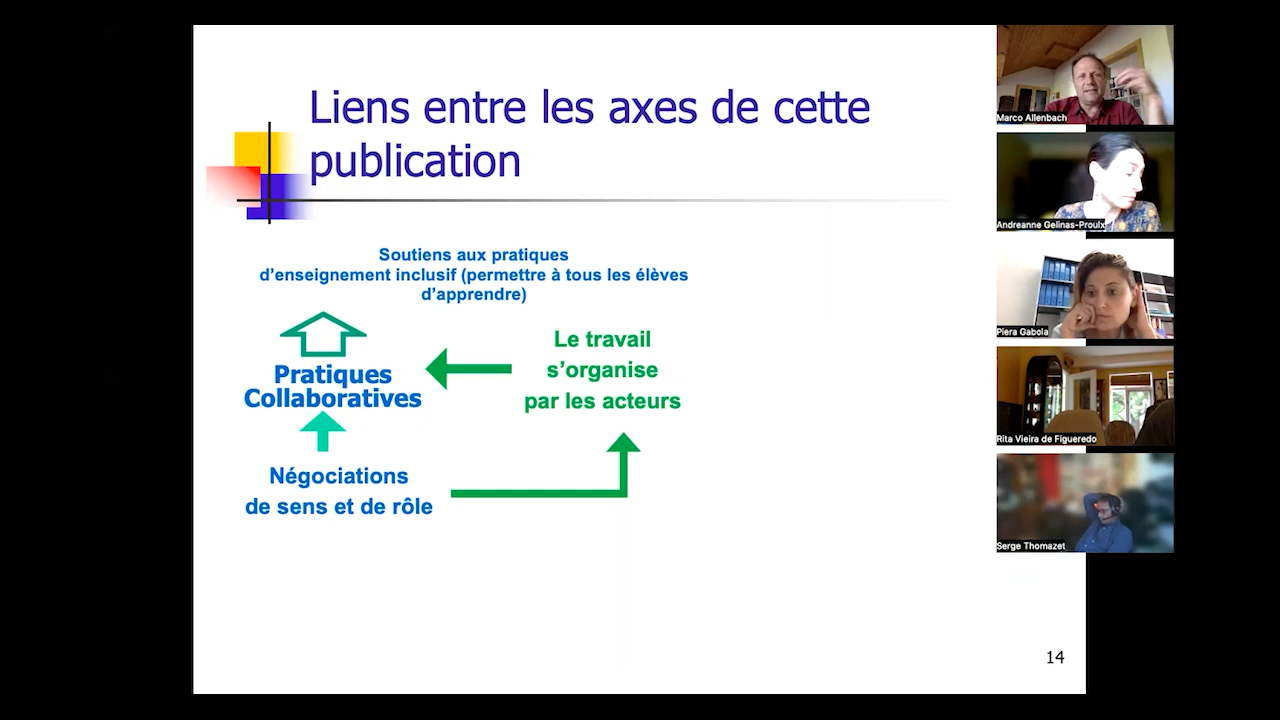 Liens entre les axes de cette
publication
Soutiens aux pratiques
d’enseignement inclusif (permettre à tous les élèves
d’apprendre)
Pratiques
Collaboratives
Le travail
s’organise
par les acteurs
Négociations
de sens et de rôle
14
Marco Allenbach
Andreanne Gelinas-Proulx
Piera Gabola
Rita Vieira de Figueredo
Serge Thomazet